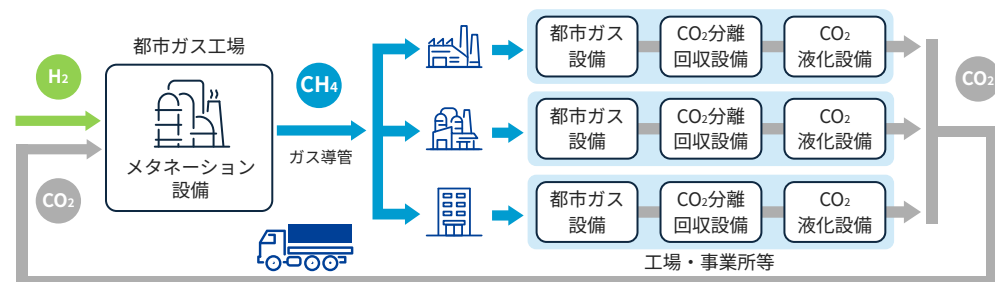 都市ガス工場
H2
CO2
メタネーション
設備
CH4
ガス導管
都市ガス
設備
CO2分離
回収設備
CO2
液化設備
都市ガス
設備
CO2分離
回収設備
CO2
液化設備
都市ガス
設備
CO2分離
回収設備
CO2
液化設備
工場・事業所等
CO2